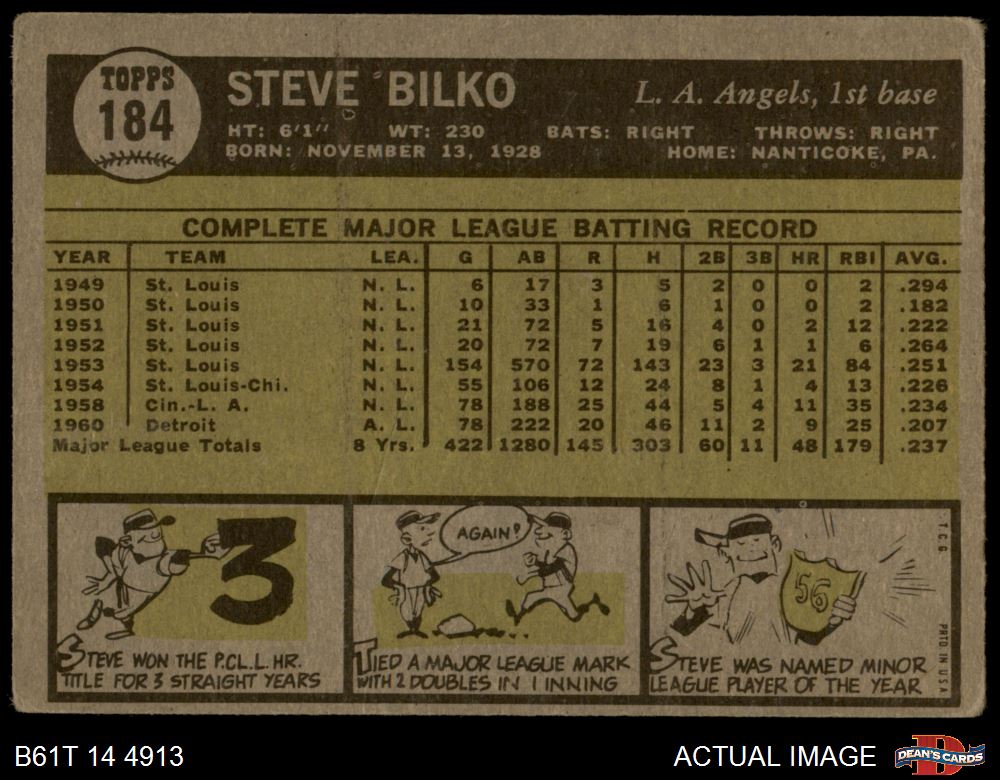 TOPPS
184
STEVE BILKO
L. A. Angels, 1st base
HT: 6'1" WT: 230 BATS: RIGHT THROWS: RIGHT
BORN: NOVEMBER 13, 1928 HOME: NANTICOKE, PA.
COMPLETE MAJOR LEAGUE BATTING RECORD
YEAR TEAM LEA. G AB R H 2B 3B HR RBI AVG.
1949 St. Louis N. L. 6 17 3 5 2 0 0 2 .294
1950 St. Louis N. L. 10 33 1 6 1 0 0 2 .182
1951 St. Louis N. L. 21 72 5 16 4 0 2 12 .222
1952 St. Louis N. L. 20 72 7 19 6 1 1 6 .264
1953 St. Louis N. L. 154 570 72 143 23 3 21 84 .251
1954 St. Louis-Chi. N. L. 55 106 12 24 8 1 4 13 .226
1958 Cin.-L. A. N. L. 78 188 25 44 5 4 11 35 .234
1960 Detroit A. L. 78 222 20 46 11 2 9 25 .207
Major League Totals 8 Yrs. 422 1280 145 303 60 11 48 179 .237
3
STEVE WON THE P.C.L. HR.
TITLE FOR 3 STRAIGHT YEARS
AGAIN?
TIED A MAJOR LEAGUE MARK
WITH 2 DOUBLES IN 1 INNING
56
STEVE WAS NAMED MINOR
LEAGUE PLAYER OF THE YEAR
T.C.G.
PRTD IN USA
B61T 14 4913
ACTUAL IMAGE
D
DEAN'S CARDS